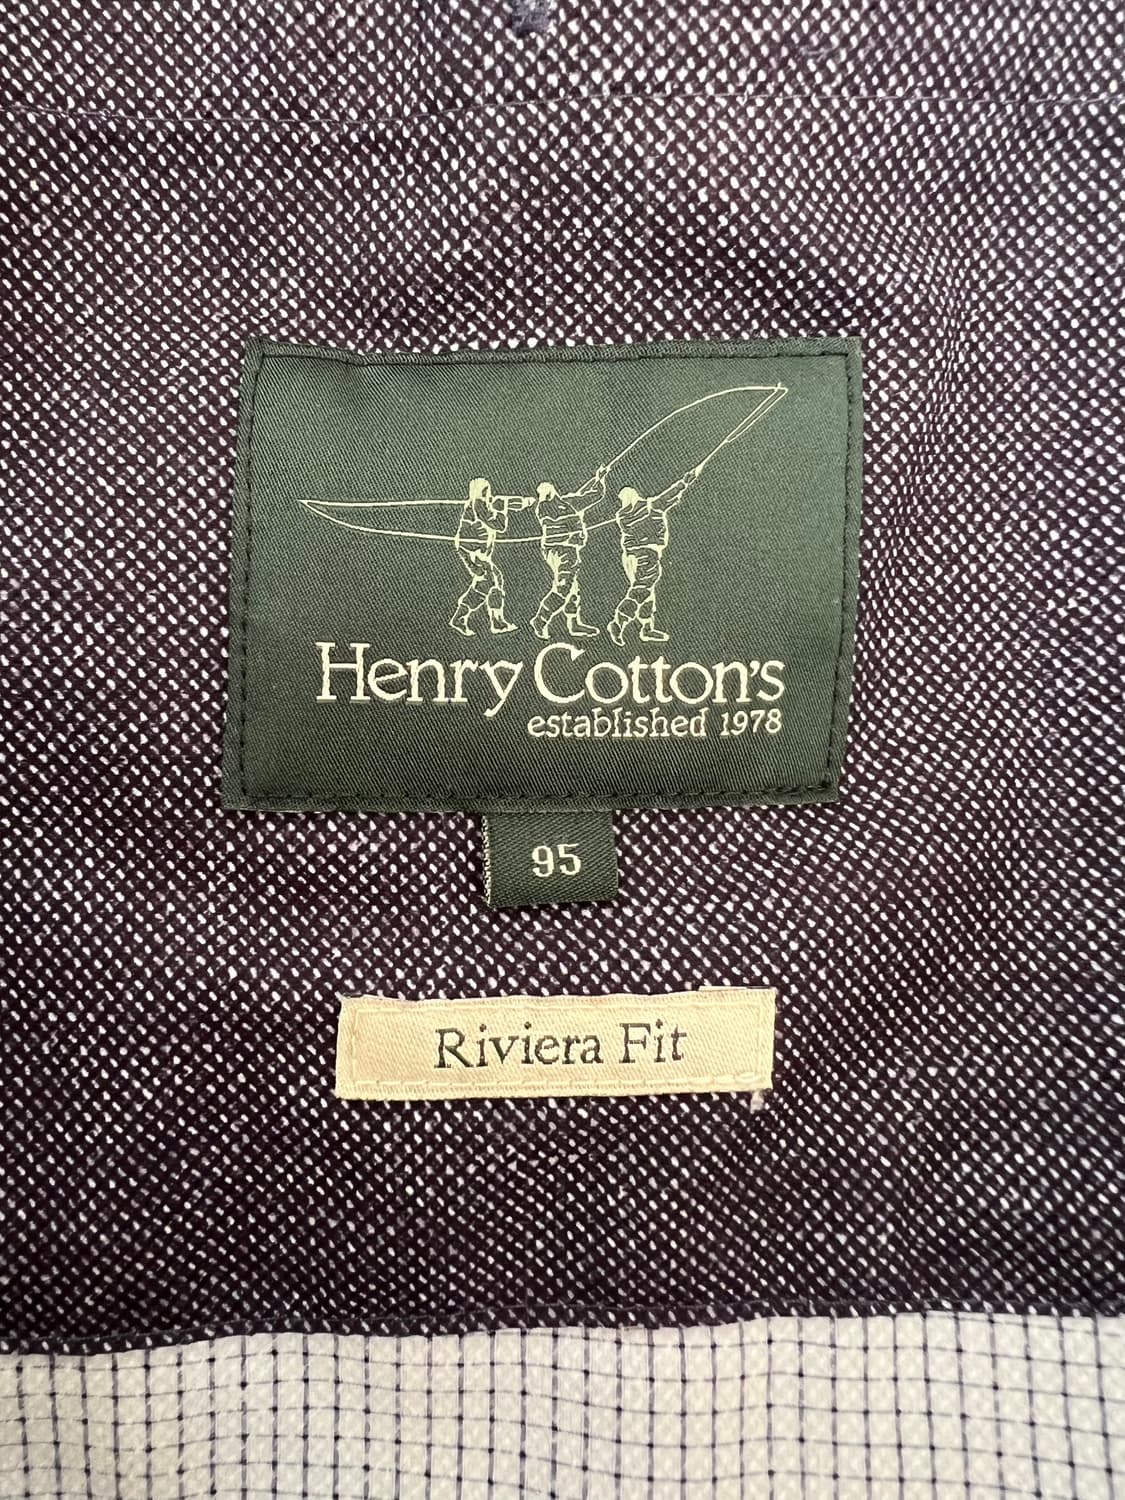 Henry Cotton's
established 1978
95
Riviera Fit